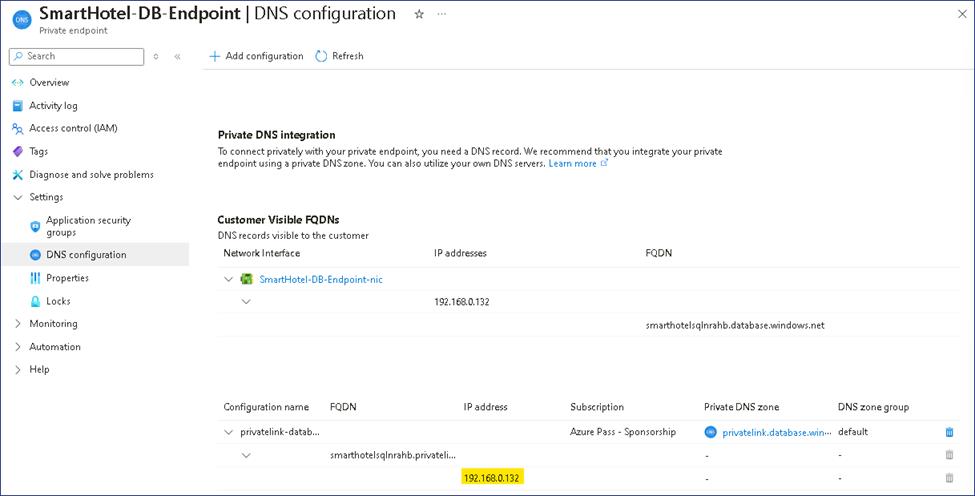 SmartHotel-DB-Endpoint | DNS configuration ☆ ...
DNS
Private endpoint
Search
+ Add configuration Refresh
Overview
Activity log
Access control (IAM)
Tags
Diagnose and solve problems
Settings
Application security
groups
DNS configuration
Properties
Locks
Monitoring
Automation
Help
Private DNS integration
To connect privately with your private endpoint, you need a DNS record. We recommend that you integrate your private
endpoint using a private DNS zone. You can also utilize your own DNS servers. Learn more
Customer Visible FQDNs
DNS records visible to the customer
Network Interface IP addresses FQDN
SmartHotel-DB-Endpoint-nic
192.168.0.132
smarthotelsqlnrahb.database.windows.net
Configuration name FQDN IP address Subscription Private DNS zone DNS zone group
privatelink-datab... Azure Pass - Sponsorship privatelink.database.win... default
smarthotelsqlnrahb.privateli... - -
192.168.0.132 - -